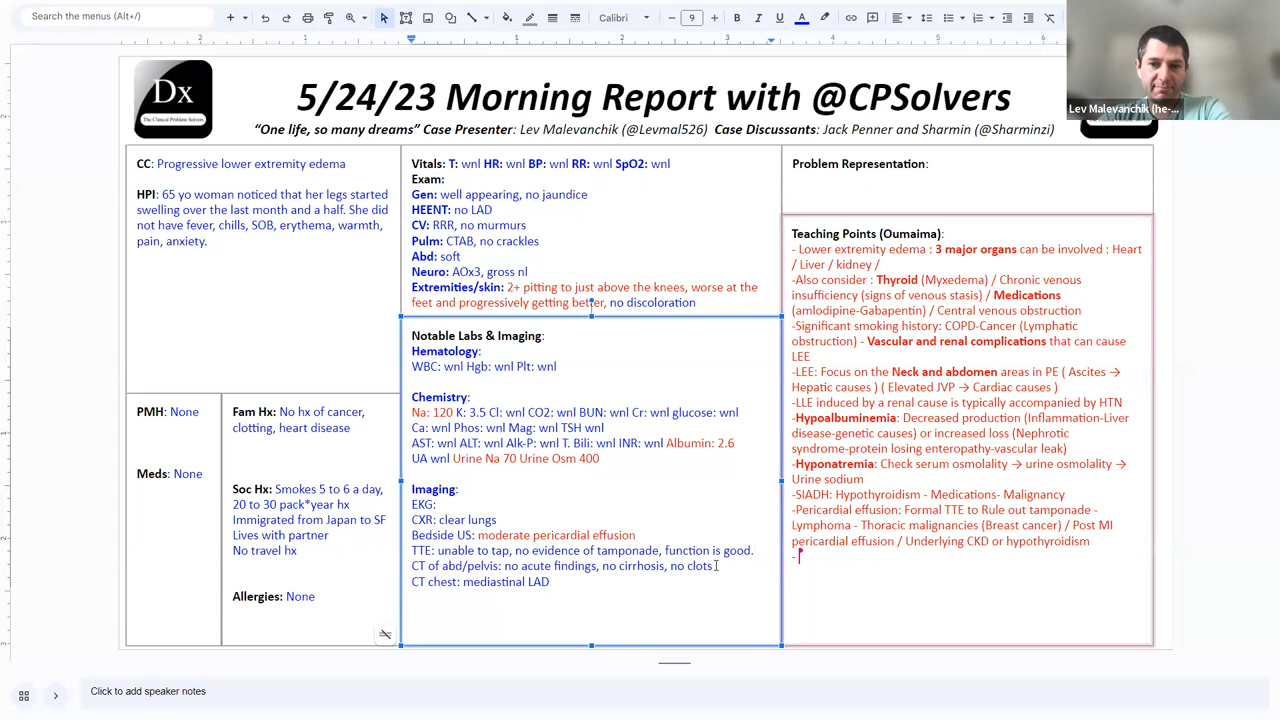 Search the menus (Alt+/)
Calibri
9
B I U A
2 1 1 2 3 4 5 6
Lev Malevanchik (he-...
Dx
The Clinical Problem Solvers
5/24/23 Morning Report with @CPSolvers
“One life, so many dreams” Case Presenter: Lev Malevanchik (@Levmal526) Case Discussants: Jack Penner and Sharmin (@Sharminzi)
CC: Progressive lower extremity edema
HPI: 65 yo woman noticed that her legs started
swelling over the last month and a half. She did
not have fever, chills, SOB, erythema, warmth,
pain, anxiety.
PMH: None
Meds: None
Fam Hx: No hx of cancer,
clotting, heart disease
Soc Hx: Smokes 5 to 6 a day,
20 to 30 pack*year hx
Immigrated from Japan to SF
Lives with partner
No travel hx
Allergies: None
Vitals: T: wnl HR: wnl BP: wnl RR: wnl SpO2: wnl
Exam:
Gen: well appearing, no jaundice
HEENT: no LAD
CV: RRR, no murmurs
Pulm: CTAB, no crackles
Abd: soft
Neuro: AOx3, gross nl
Extremities/skin: 2+ pitting to just above the knees, worse at the
feet and progressively getting better, no discoloration
Notable Labs & Imaging:
Hematology:
WBC: wnl Hgb: wnl Plt: wnl
Chemistry:
Na: 120 K: 3.5 Cl: wnl CO2: wnl BUN: wnl Cr: wnl glucose: wnl
Ca: wnl Phos: wnl Mag: wnl TSH wnl
AST: wnl ALT: wnl Alk-P: wnl T. Bili: wnl INR: wnl Albumin: 2.6
UA wnl Urine Na 70 Urine Osm 400
Imaging:
EKG:
CXR: clear lungs
Bedside US: moderate pericardial effusion
TTE: unable to tap, no evidence of tamponade, function is good.
CT of abd/pelvis: no acute findings, no cirrhosis, no clots
CT chest: mediastinal LAD
Problem Representation:
Teaching Points (Oumaima):
- Lower extremity edema : 3 major organs can be involved : Heart
/ Liver / kidney /
-Also consider : Thyroid (Myxedema) / Chronic venous
insufficiency (signs of venous stasis) / Medications
(amlodipine-Gabapentin) / Central venous obstruction
-Significant smoking history: COPD-Cancer (Lymphatic
obstruction) - Vascular and renal complications that can cause
LEE
-LEE: Focus on the Neck and abdomen areas in PE ( Ascites →
Hepatic causes ) ( Elevated JVP → Cardiac causes )
-LLE induced by a renal cause is typically accompanied by HTN
-Hypoalbuminemia: Decreased production (Inflammation-Liver
disease-genetic causes) or increased loss (Nephrotic
syndrome-protein losing enteropathy-vascular leak)
-Hyponatremia: Check serum osmolality → urine osmolality →
Urine sodium
-SIADH: Hypothyroidism - Medications- Malignancy
-Pericardial effusion: Formal TTE to Rule out tamponade -
Lymphoma - Thoracic malignancies (Breast cancer) / Post MI
pericardial effusion / Underlying CKD or hypothyroidism
-
Click to add speaker notes